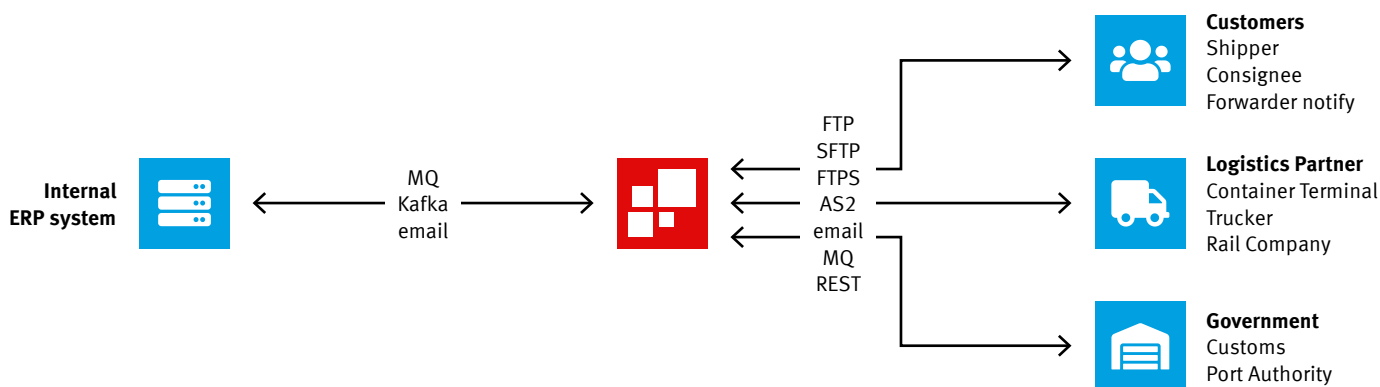 Internal
ERP system
MQ
Kafka
email
FTP
SFTP
FTPS
AS2
email
MQ
REST
Customers
Shipper
Consignee
Forwarder notify
Logistics Partner
Container Terminal
Trucker
Rail Company
Government
Customs
Port Authority